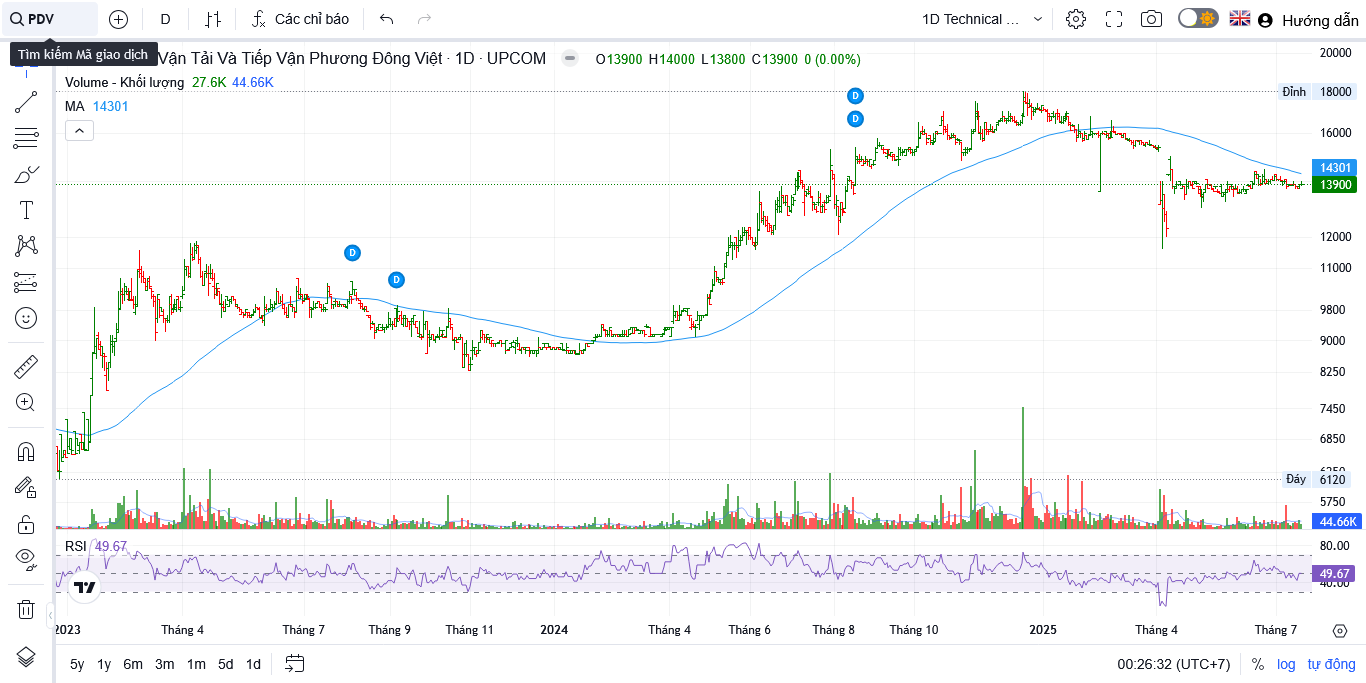 PDV
D
Các chỉ báo
1D Technical ...
Hướng dẫn
Tìm kiếm Mã giao dịch
Vận Tải Và Tiếp Vận Phương Đông Việt · 1D · UPCOM
O13900 H14000 L13800 C13900 0 (0.00%)
Volume - Khối lượng 27.6K 44.66K
MA 14301
20000
Đỉnh 18000
16000
14301
13900
12000
11000
9800
9000
8250
7450
6850
6250
Đáy 6120
5750
44.66K
D
D
D
D
RSI 49.67
80.00
49.67
40.00
2023 Tháng 4 Tháng 7 Tháng 9 Tháng 11 2024 Tháng 4 Tháng 6 Tháng 8 Tháng 10 2025 Tháng 4 Tháng 7
5y 1y 6m 3m 1m 5d 1d
00:26:32 (UTC+7) % log tự động